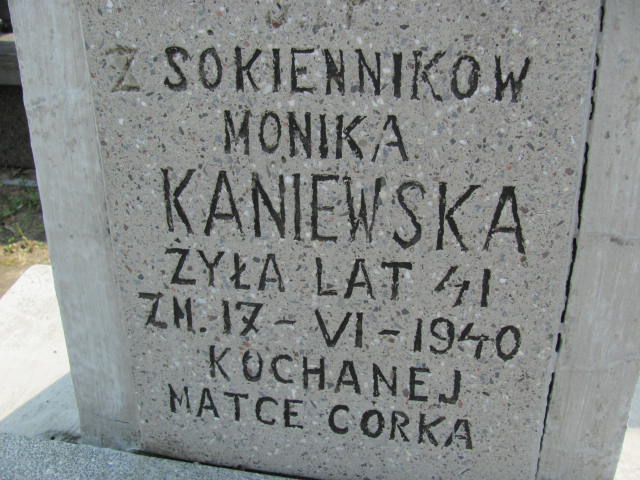 Z SOKIENNIKÓW
MONIKA
KANIEWSKA
ŻYŁA LAT 41
ZM. 17-VI-1940
KOCHANEJ
MATCE CÓRKA